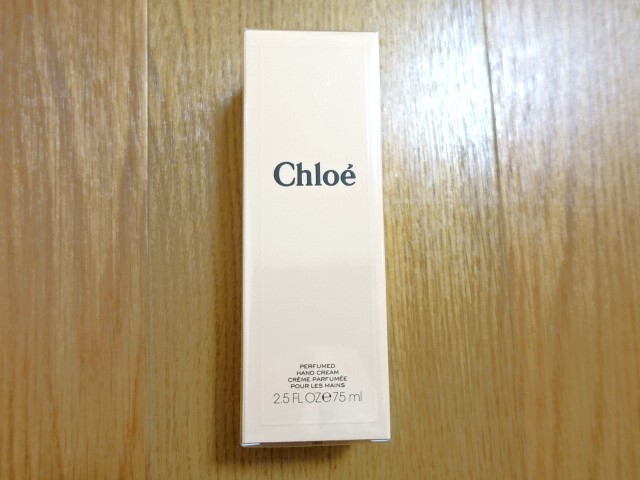 Chloé
PERFUMED
HAND CREAM
CRÈME PARFUMÉE
POUR LES MAINS
2.5 FL OZ℮75 ml